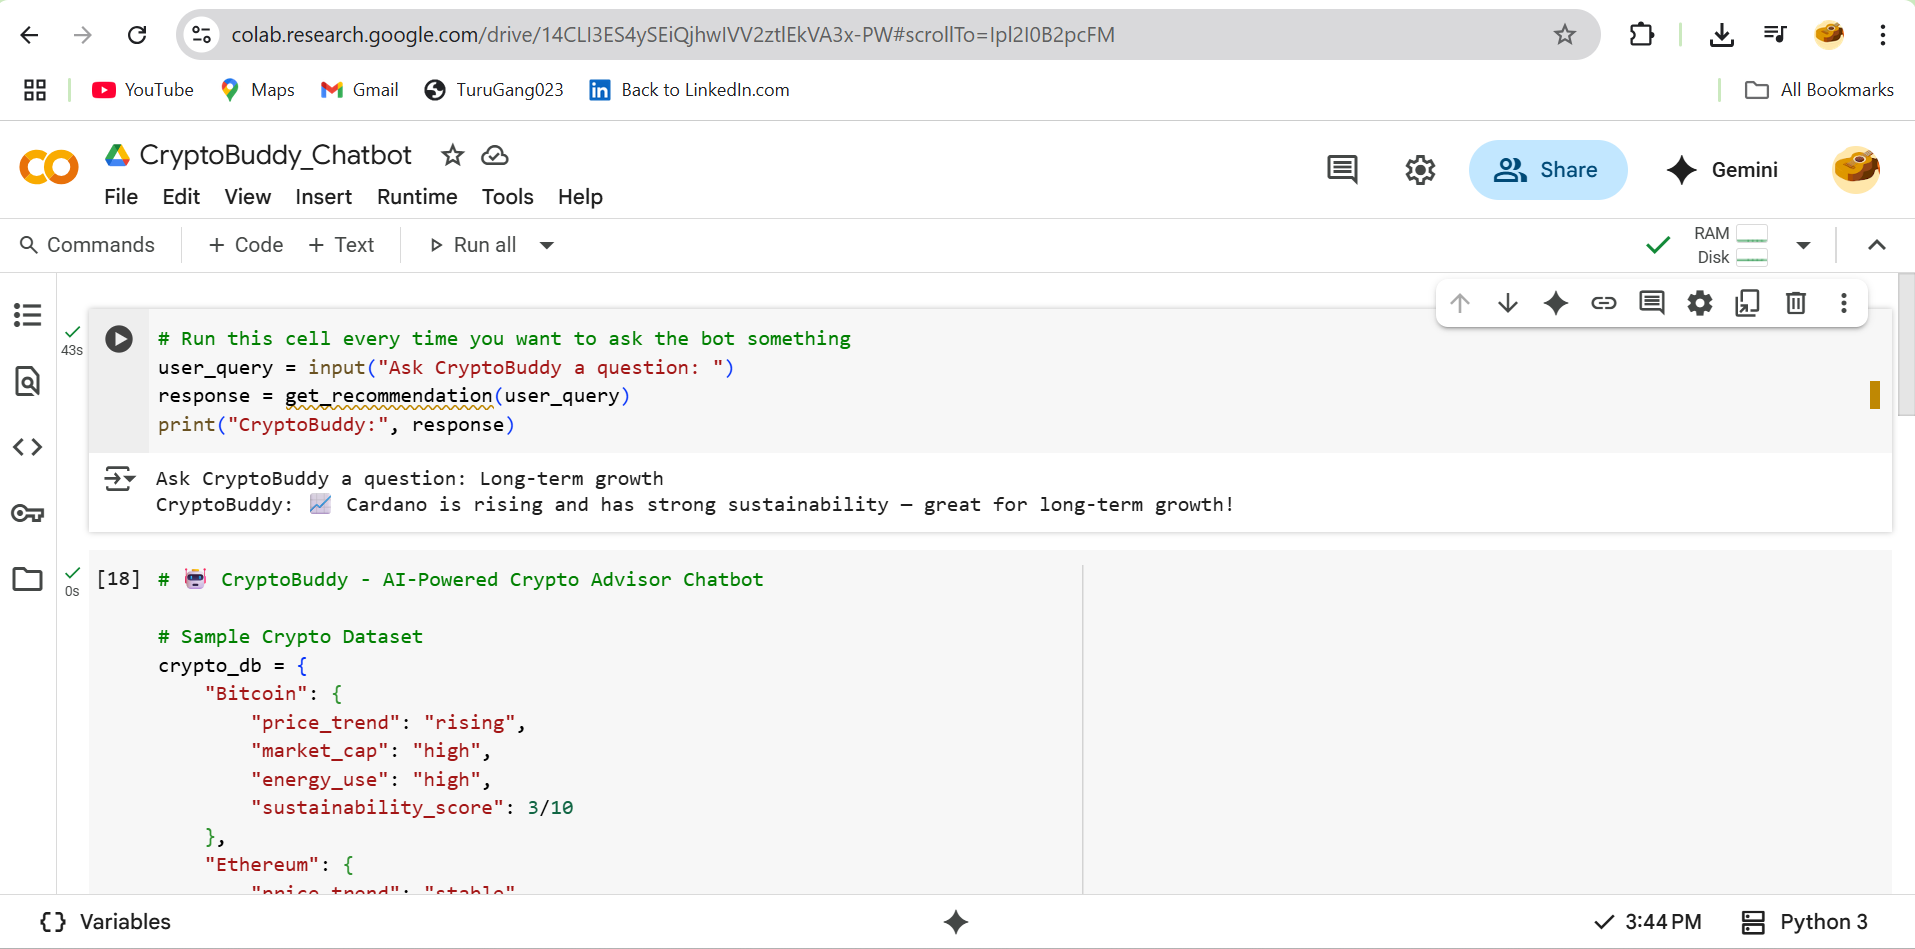 colab.research.google.com/drive/14CLI3ES4ySEiQjhwIVV2ztlEkVA3x-PW#scrollTo=Ipl2I0B2pcFM
YouTube Maps Gmail TuruGang023 Back to LinkedIn.com All Bookmarks
CryptoBuddy_Chatbot
Share Gemini
File Edit View Insert Runtime Tools Help
Commands + Code + Text Run all
RAM
Disk
43s
# Run this cell every time you want to ask the bot something
user_query = input("Ask CryptoBuddy a question: ")
response = get_recommendation(user_query)
print("CryptoBuddy:", response)
Ask CryptoBuddy a question: Long-term growth
CryptoBuddy: 📈 Cardano is rising and has strong sustainability — great for long-term growth!
0s
[18] # 🤖 CryptoBuddy - AI-Powered Crypto Advisor Chatbot
# Sample Crypto Dataset
crypto_db = {
"Bitcoin": {
"price_trend": "rising",
"market_cap": "high",
"energy_use": "high",
"sustainability_score": 3/10
},
"Ethereum": {
"price_trend": "stable"
{} Variables 3:44 PM Python 3